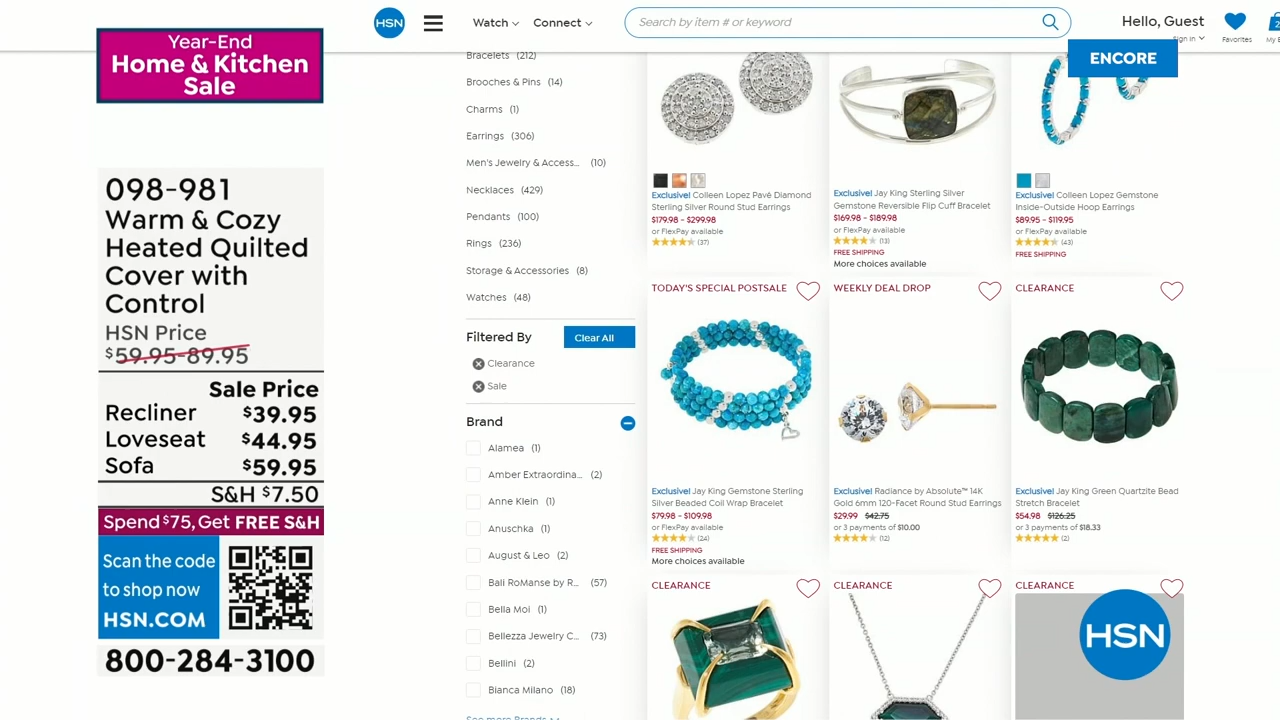 Year-End
Home & Kitchen
Sale
098-981
Warm & Cozy
Heated Quilted
Cover with
Control
HSN Price
$59.95-89.95
Sale Price
Recliner $39.95
Loveseat $44.95
Sofa $59.95
S&H $7.50
Spend $75, Get FREE S&H
Scan the code
to shop now
HSN.COM
800-284-3100
HSN
Watch
Connect
Search by item # or keyword
Hello, Guest
Sign In
Favorites
ENCORE
Bracelets (212)
Brooches & Pins (14)
Charms (1)
Earrings (306)
Men's Jewelry & Access... (10)
Necklaces (429)
Pendants (100)
Rings (236)
Storage & Accessories (8)
Watches (48)
Filtered By
Clear All
Clearance
Sale
Brand
Alamea (1)
Amber Extraordina... (2)
Anne Klein (1)
Anuschka (1)
August & Leo (2)
Bali RoManse by R... (57)
Bella Moi (1)
Bellezza Jewelry C... (73)
Bellini (2)
Bianca Milano (18)
See more Brands
Exclusive! Colleen Lopez Pavé Diamond
Sterling Silver Round Stud Earrings
$179.98 - $299.98
or FlexPay available
(37)
Exclusive! Jay King Sterling Silver
Gemstone Reversible Flip Cuff Bracelet
$169.98 - $189.98
or FlexPay available
(13)
FREE SHIPPING
More choices available
Exclusive! Colleen Lopez Gemstone
Inside-Outside Hoop Earrings
$89.95 - $119.95
or FlexPay available
(43)
FREE SHIPPING
TODAY'S SPECIAL POSTSALE
Exclusive! Jay King Gemstone Sterling
Silver Beaded Coil Wrap Bracelet
$79.98 - $109.98
or FlexPay available
(24)
FREE SHIPPING
More choices available
WEEKLY DEAL DROP
Exclusive! Radiance by Absolute™ 14K
Gold 6mm 120-Facet Round Stud Earrings
$29.99 $42.75
or 3 payments of $10.00
(12)
CLEARANCE
Exclusive! Jay King Green Quartzite Bead
Stretch Bracelet
$54.98 $126.25
or 3 payments of $18.33
(2)
CLEARANCE
CLEARANCE
CLEARANCE
HSN